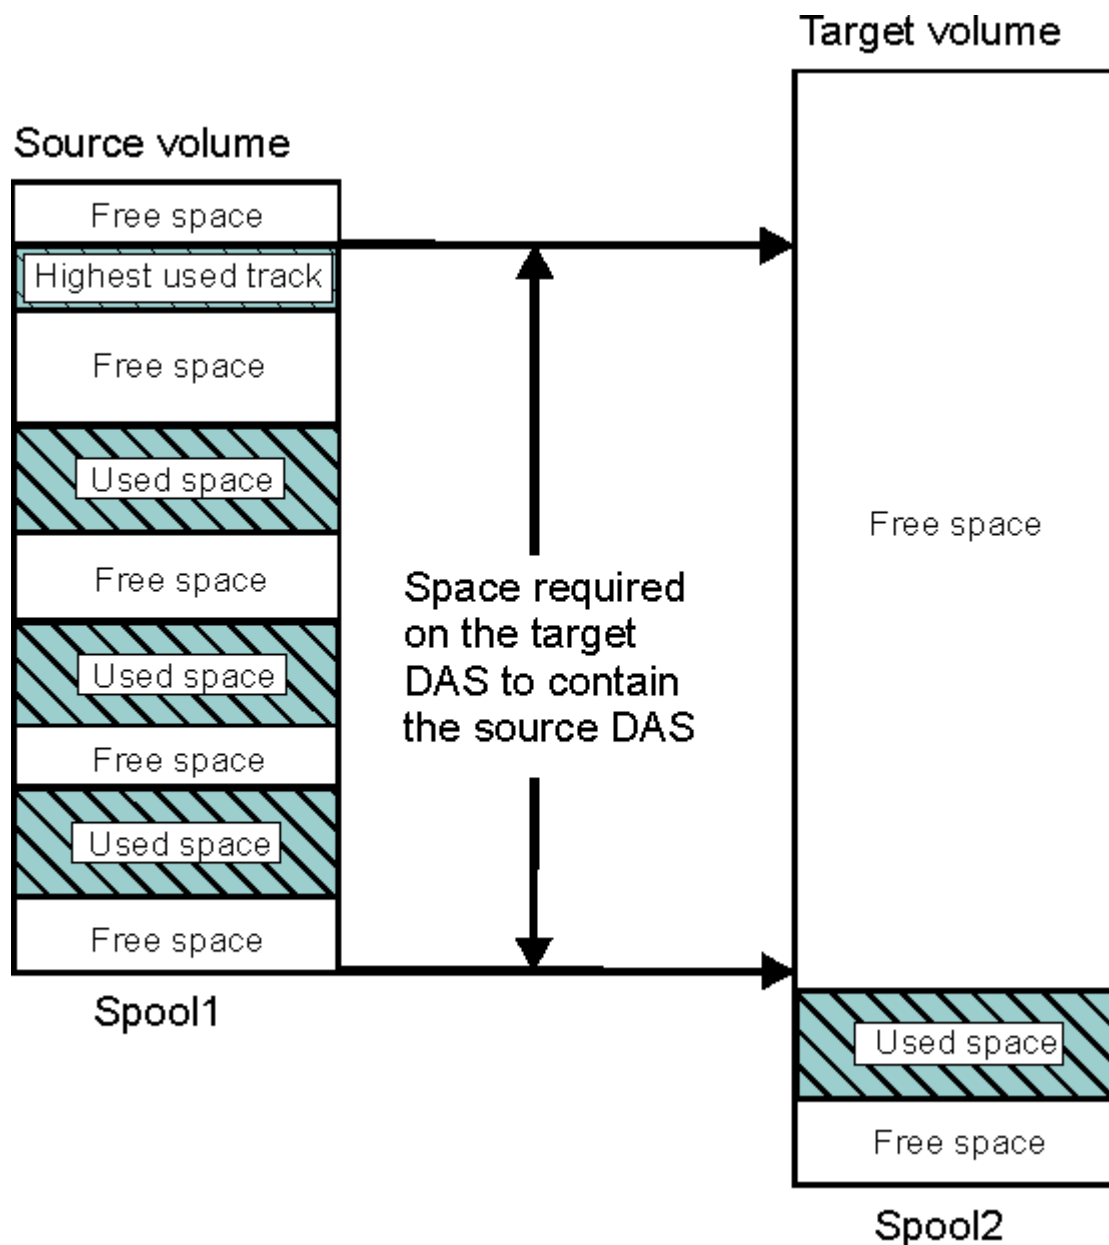 Target volume
Source volume
Free space
Highest used track
Free space
Used space
Free space
Used space
Free space
Used space
Free space
Spool1
Space required
on the target
DAS to contain
the source DAS
Free space
Used space
Free space
Spool2